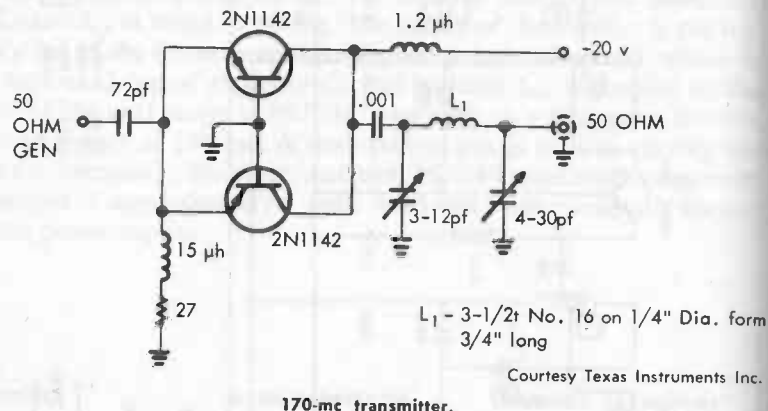 2N1142
1.2 µh
-20 v
72pf
50
OHM
GEN
.001
L1
50 OHM
3-12pf
4-30pf
2N1142
15 µh
27
L1 - 3-1/2t No. 16 on 1/4" Dia. form
3/4" long
Courtesy Texas Instruments Inc.
170-mc transmitter.